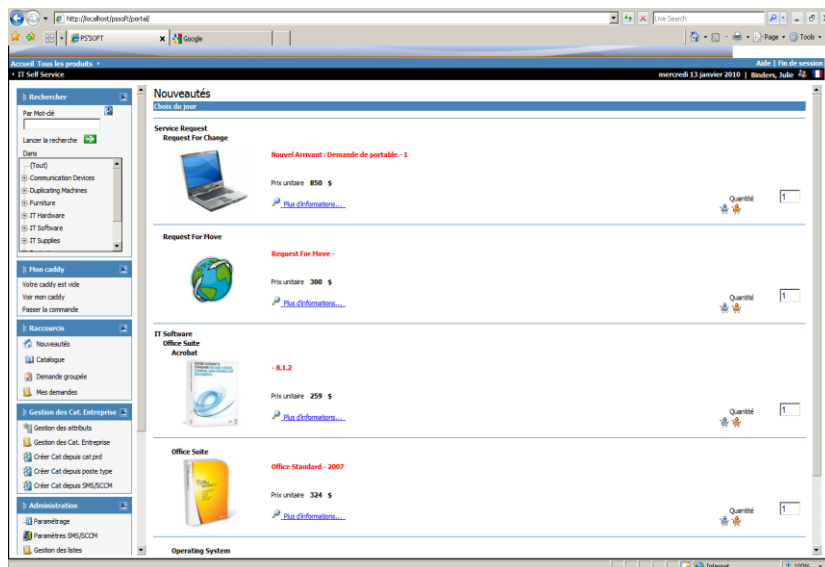 http://localhost/pssoft/portal/
Live Search
PS'SOFT
Google
Page
Tools
Accueil Tous les produits
Aide | Fin de session
IT Self Service
mercredi 13 janvier 2010 | Binders, Julie
Rechercher
Par Mot-clé
Lancer la recherche
Dans
(Tout)
Communication Devices
Duplicating Machines
Furniture
IT Hardware
IT Software
IT Supplies
Mon caddy
Votre caddy est vide
Voir mon caddy
Passer la commande
Raccourcis
Nouveautés
Catalogue
Demande groupée
Mes demandes
Gestion des Cat. Entreprise
Gestion des attributs
Gestion des Cat. Entreprise
Créer Cat depuis cat prd
Créer Cat depuis poste type
Créer Cat depuis SMS/SCCM
Administration
Paramétrage
Paramètres SMS/SCCM
Gestion des listes
Nouveautés
Choix du jour
Service Request
Request For Change
Nouvel Arrivant : Demande de portable - 1
Prix unitaire 850 $
Plus d'informations...
Quantité
1
Request For Move
Request For Move -
Prix unitaire 300 $
Plus d'informations...
Quantité
1
IT Software
Office Suite
Acrobat
- 8.1.2
Prix unitaire 259 $
Plus d'informations...
Quantité
1
Office Suite
Office Standard - 2007
Prix unitaire 324 $
Plus d'informations...
Quantité
1
Operating System
Internet
100%